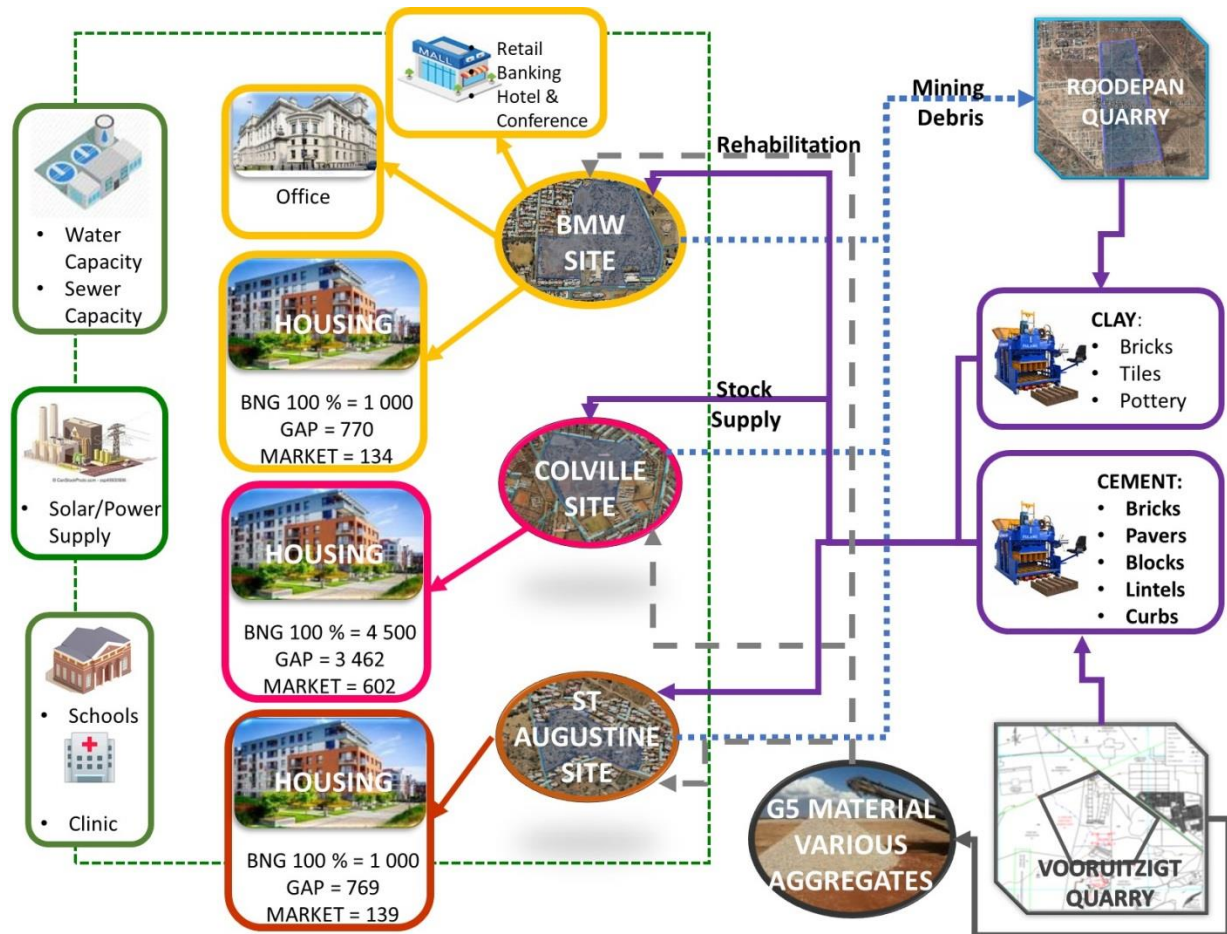 MALL
Retail
Banking
Hotel &
Conference
Office
• Water
Capacity
• Sewer
Capacity
• Solar/Power
Supply
• Schools
• Clinic
HOUSING
BNG 100 % = 1 000
GAP = 770
MARKET = 134
HOUSING
BNG 100 % = 4 500
GAP = 3 462
MARKET = 602
HOUSING
BNG 100 % = 1 000
GAP = 769
MARKET = 139
BMW
SITE
COLVILLE
SITE
ST
AUGUSTINE
SITE
Rehabilitation
Stock
Supply
Mining
Debris
ROODEPAN
QUARRY
CLAY:
• Bricks
• Tiles
• Pottery
CEMENT:
• Bricks
• Pavers
• Blocks
• Lintels
• Curbs
G5 MATERIAL
VARIOUS
AGGREGATES
VOORUITZIGT
QUARRY